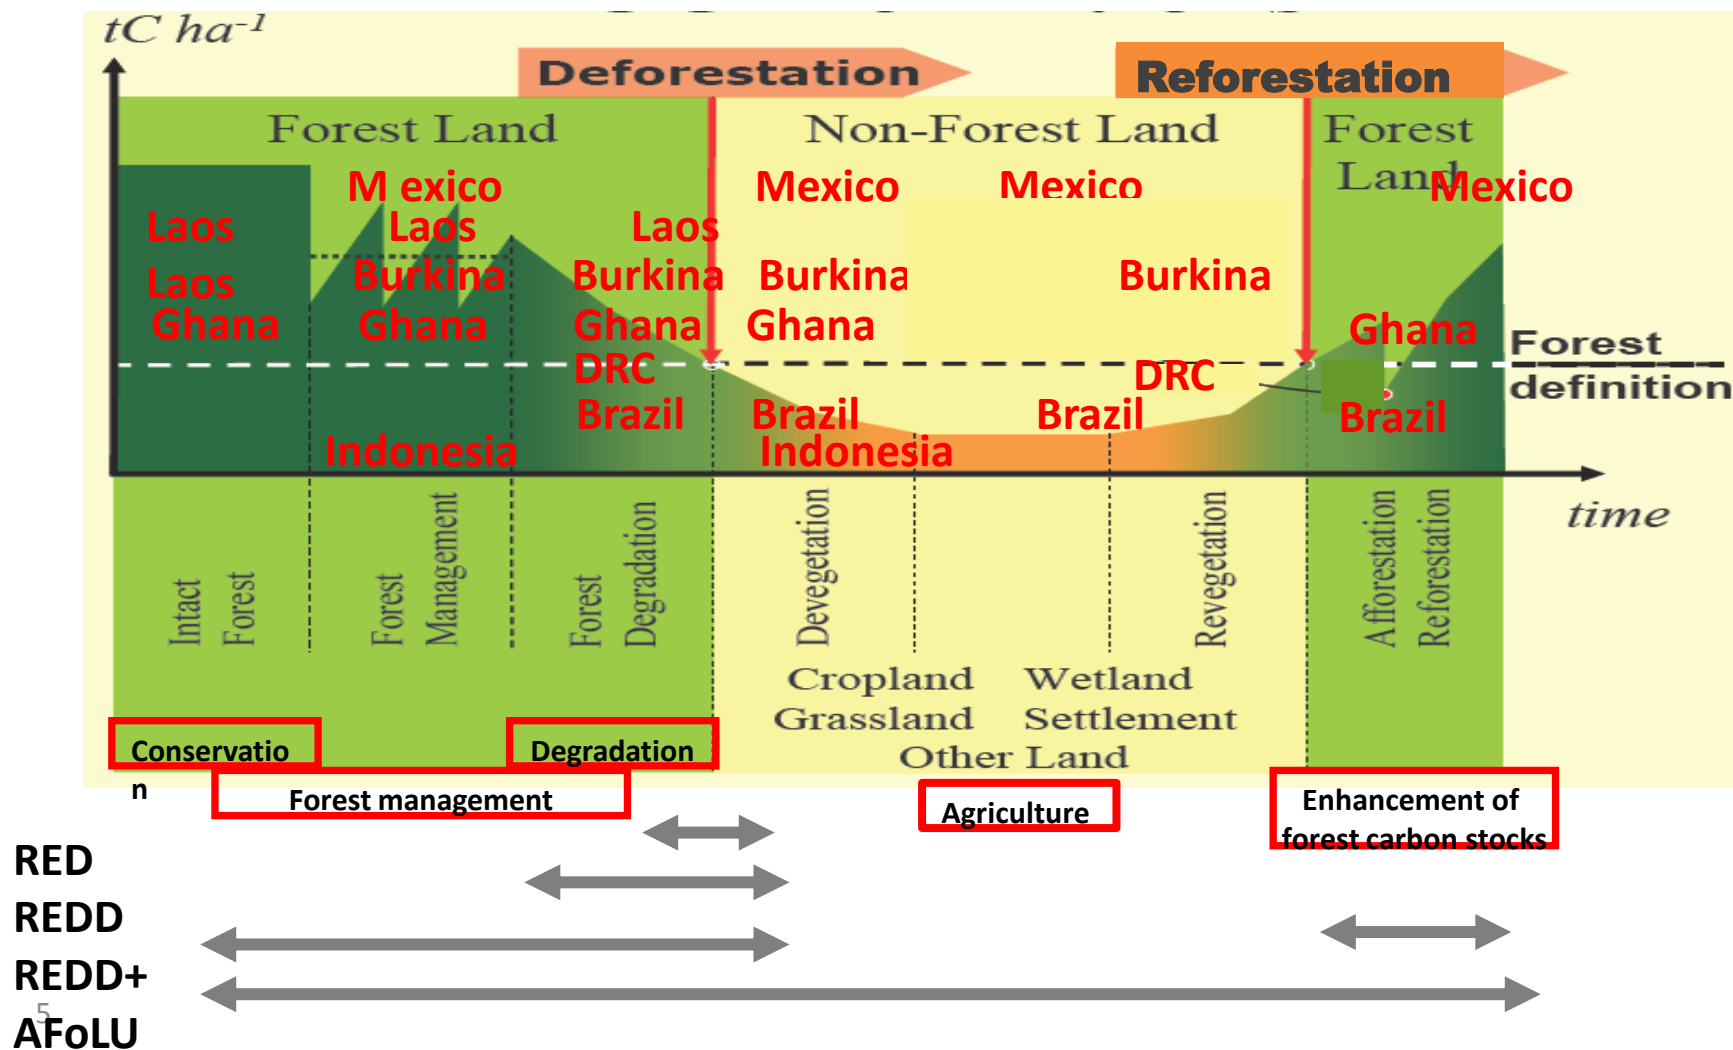 tC ha-1
Deforestation
Reforestation
Forest Land
Non-Forest Land
Forest
Land
M exico
Mexico
Mexico
Mexico
Laos
Laos
Laos
Laos
Burkina
Burkina
Burkina
Burkina
Ghana
Ghana
Ghana
Ghana
Ghana
Forest
definition
DRC
DRC
Brazil
Brazil
Brazil
Brazil
Indonesia
Indonesia
time
Intact
Forest
Forest
Management
Forest
Degradation
Devegetation
Revegetation
Afforestation
Reforestation
Cropland
Wetland
Grassland
Settlement
Other Land
Conservatio
n
Degradation
Forest management
Agriculture
Enhancement of
forest carbon stocks
RED
REDD
REDD+
5
AFoLU